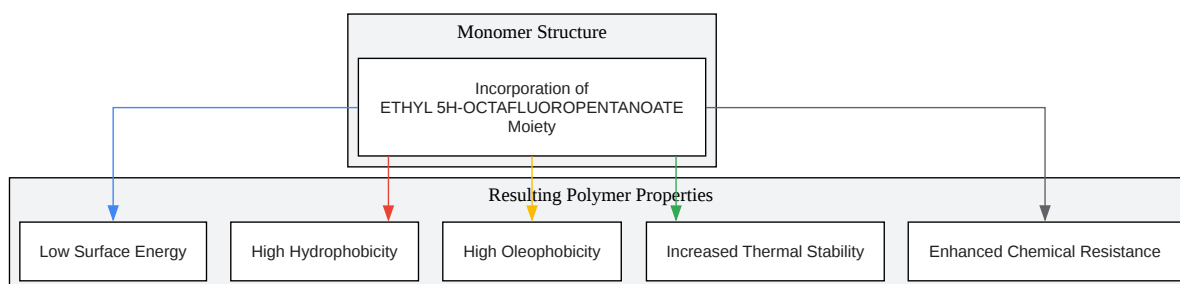 Monomer Structure
Incorporation of
ETHYL 5H-OCTAFLUOROPENTANOATE
Moiety
Resulting Polymer Properties
Low Surface Energy
High Hydrophobicity
High Oleophobicity
Increased Thermal Stability
Enhanced Chemical Resistance